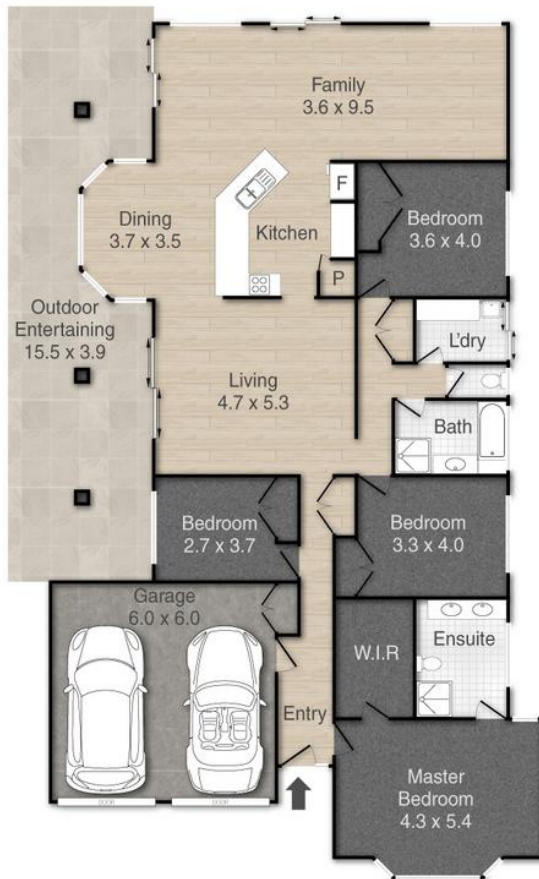 Family
3.6 x 9.5
F
Dining
3.7 x 3.5
Kitchen
Bedroom
3.6 x 4.0
P
Outdoor
Entertaining
15.5 x 3.9
L'dry
Living
4.7 x 5.3
Bath
Bedroom
2.7 x 3.7
Bedroom
3.3 x 4.0
Garage
6.0 x 6.0
W.I.R
Ensuite
Entry
Master
Bedroom
4.3 x 5.4
DOOR
DOOR